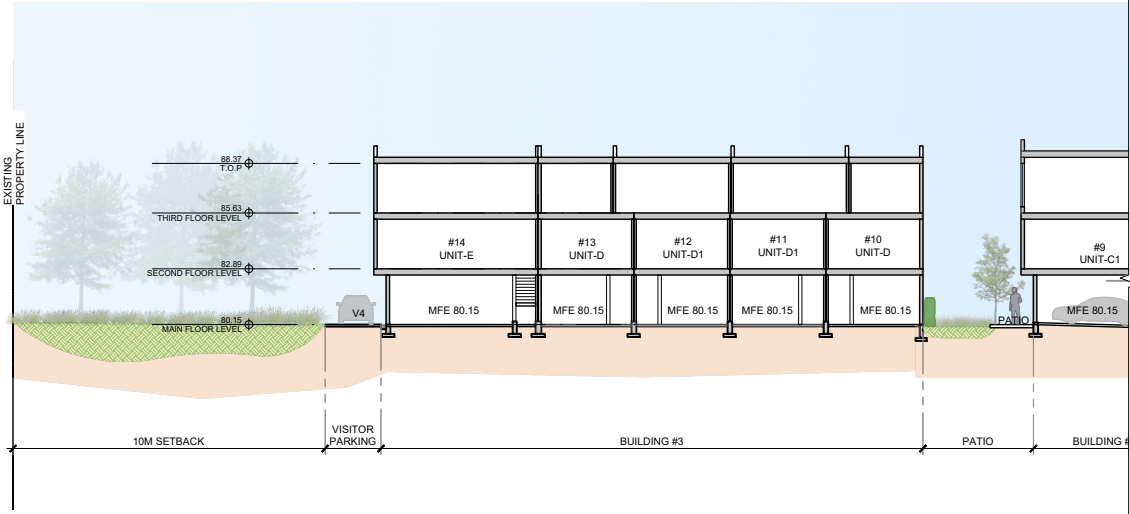 EXISTING
PROPERTY LINE
88.37
T.O.P
85.63
THIRD FLOOR LEVEL
82.89
SECOND FLOOR LEVEL
80.15
MAIN FLOOR LEVEL
#14
UNIT-E
#13
UNIT-D
#12
UNIT-D1
#11
UNIT-D1
#10
UNIT-D
#9
UNIT-C1
V4
MFE 80.15
MFE 80.15
MFE 80.15
MFE 80.15
MFE 80.15
PATIO
MFE 80.15
10M SETBACK
VISITOR
PARKING
BUILDING #3
PATIO
BUILDING #